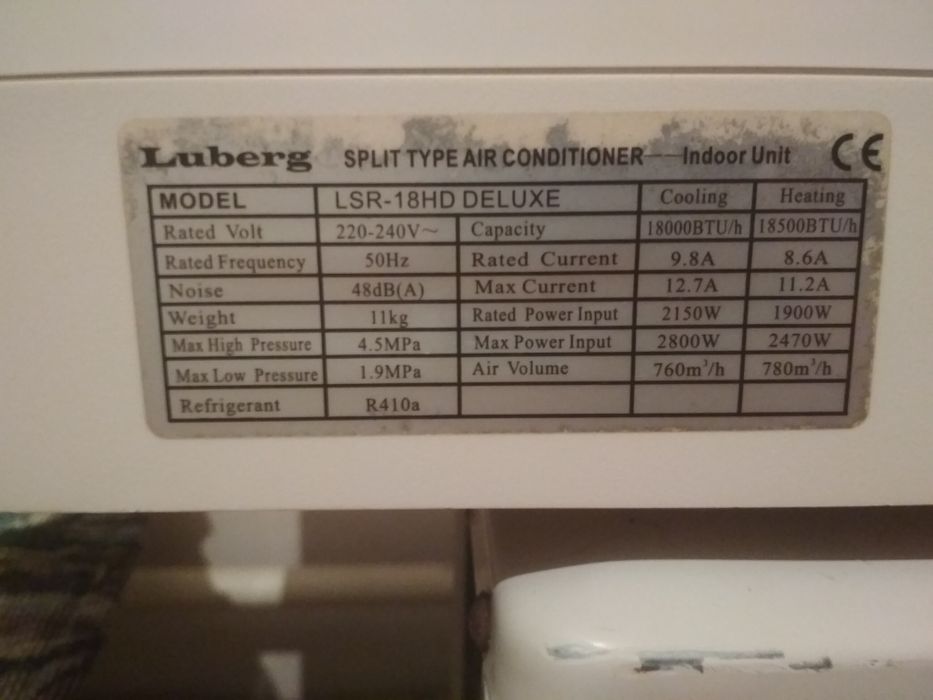 Luberg SPLIT TYPE AIR CONDITIONER—Indoor Unit CE
MODEL LSR-18HD DELUXE Cooling Heating
Rated Volt 220-240V~ Capacity 18000BTU/h 18500BTU/h
Rated Frequency 50Hz Rated Current 9.8A 8.6A
Noise 48dB(A) Max Current 12.7A 11.2A
Weight 11kg Rated Power Input 2150W 1900W
Max High Pressure 4.5MPa Max Power Input 2800W 2470W
Max Low Pressure 1.9MPa Air Volume 760m³/h 780m³/h
Refrigerant R410a